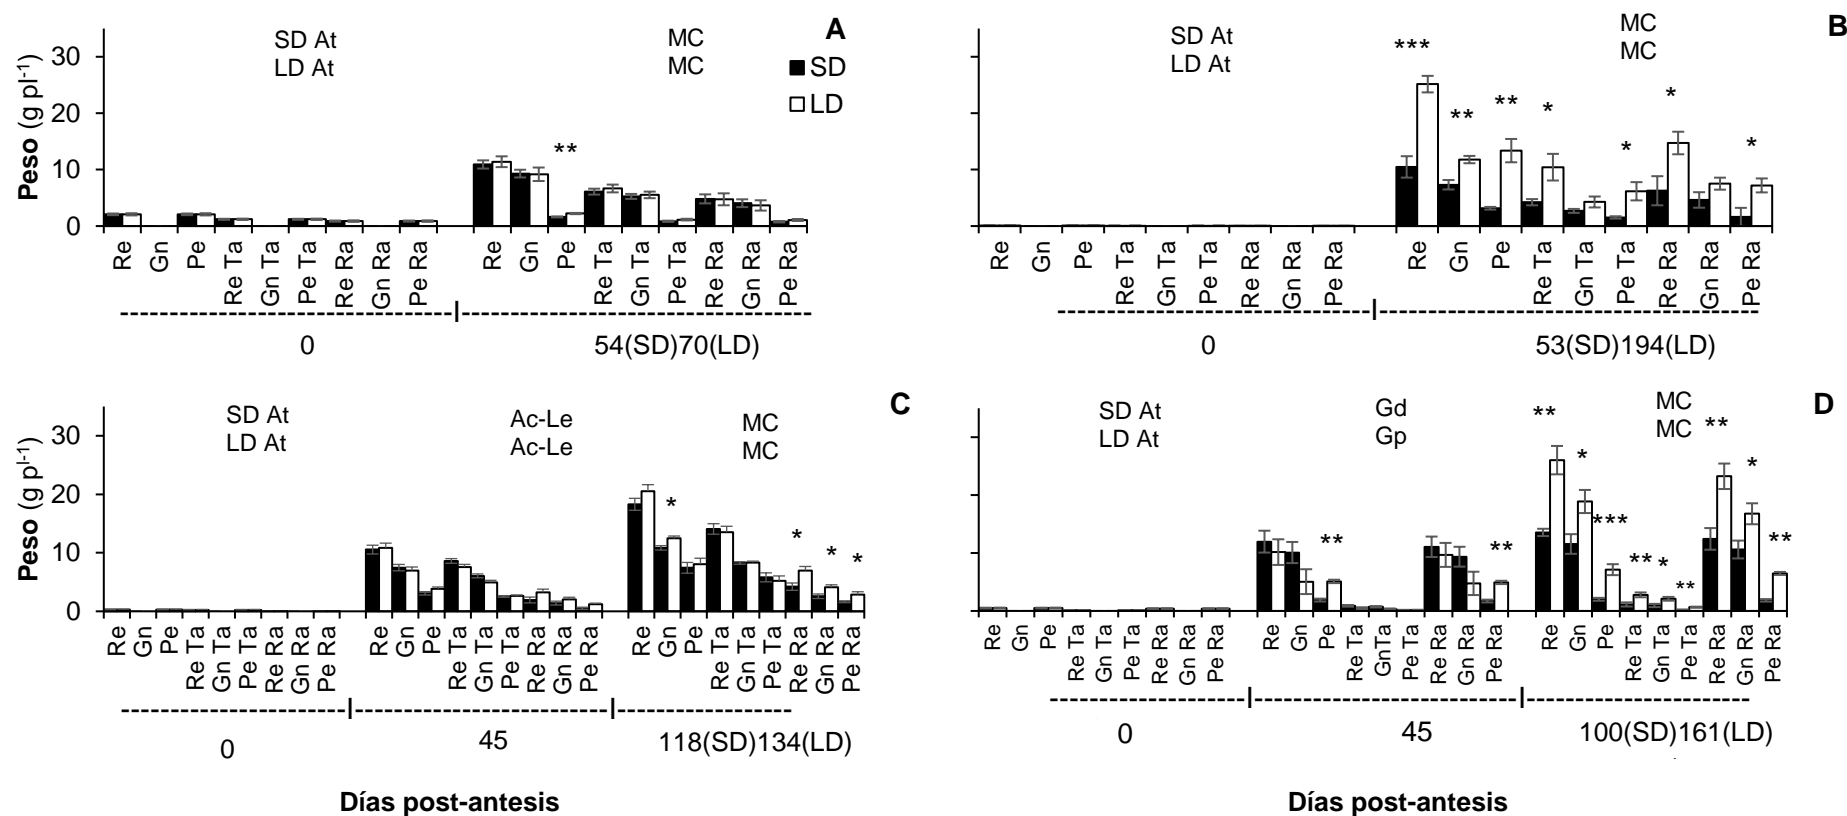 A
SD At
LD At
MC
MC
SD
LD
Peso (g pl-1)
30
20
10
0
**
Re
Gn
Pe
Re Ta
Gn Ta
Pe Ta
Re Ra
Gn Ra
Pe Ra
Re
Gn
Pe
Re Ta
Gn Ta
Pe Ta
Re Ra
Gn Ra
Pe Ra
0
54(SD)70(LD)
B
SD At
LD At
MC
MC
***
**
**
*
*
*
*
Re
Gn
Pe
Re Ta
Gn Ta
Pe Ta
Re Ra
Gn Ra
Pe Ra
Re
Gn
Pe
Re Ta
Gn Ta
Pe Ta
Re Ra
Gn Ra
Pe Ra
0
53(SD)194(LD)
C
SD At
LD At
Ac-Le
Ac-Le
MC
MC
Peso (g pl-1)
30
20
10
0
*
*
*
*
Re
Gn
Pe
Re Ta
Gn Ta
Pe Ta
Re Ra
Gn Ra
Pe Ra
Re
Gn
Pe
Re Ta
Gn Ta
Pe Ta
Re Ra
Gn Ra
Pe Ra
Re
Gn
Pe
Re Ta
Gn Ta
Pe Ta
Re Ra
Gn Ra
Pe Ra
0
45
118(SD)134(LD)
Días post-antesis
D
SD At
LD At
Gd
Gp
MC
MC
**
**
**
*
***
**
*
**
**
*
**
Re
Gn
Pe
Re Ta
Gn Ta
Pe Ta
Re Ra
Gn Ra
Pe Ra
Re
Gn
Pe
Re Ta
GnTa
Pe Ta
Re Ra
Gn Ra
Pe Ra
Re
Gn
Pe
Re Ta
Gn Ta
Pe Ta
Re Ra
Gn Ra
Pe Ra
0
45
100(SD)161(LD)
Días post-antesis